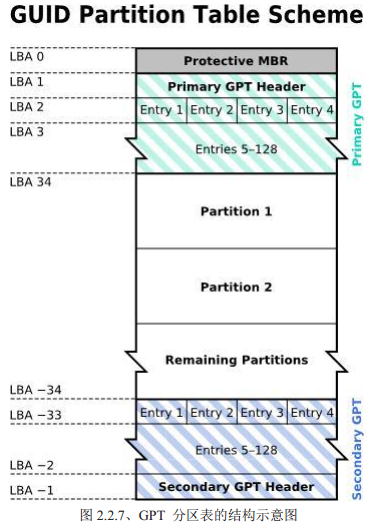 GUID Partition Table Scheme
LBA 0
Protective MBR
LBA 1
Primary GPT Header
LBA 2
Entry 1 Entry 2 Entry 3 Entry 4
LBA 3
Entries 5–128
Primary GPT
LBA 34
Partition 1
Partition 2
Remaining Partitions
LBA −34
LBA −33
Entry 1 Entry 2 Entry 3 Entry 4
Entries 5–128
LBA −2
Secondary GPT Header
LBA −1
Secondary GPT
图 2.2.7、GPT 分区表的结构示意图